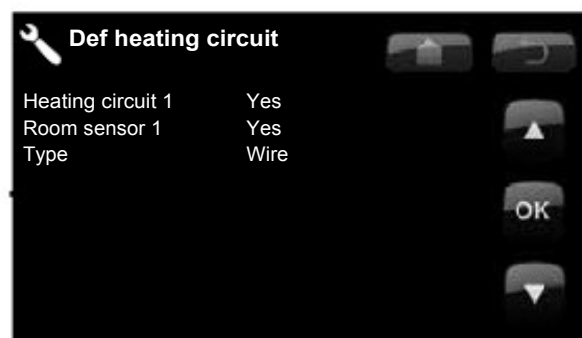 Def heating circuit
Heating circuit 1 Yes
Room sensor 1 Yes
Type Wire
OK